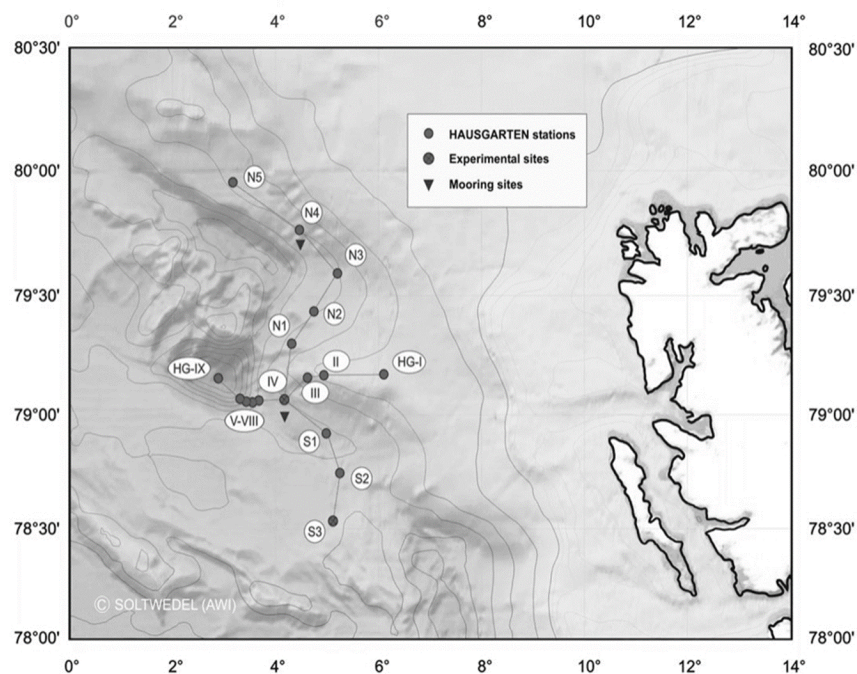 0° 2° 4° 6° 8° 10° 12° 14°
80°30' 80°30'
HAUSGARTEN stations
Experimental sites
80°00' 80°00'
N5
Mooring sites
N4
N3
79°30' 79°30'
N2
N1
II HG-I
HG-IX
IV
III
79°00' 79°00'
V-VIII
S1
S2
78°30' 78°30'
S3
© SOLTWEDEL (AWI)
78°00' 78°00'
0° 2° 4° 6° 8° 10° 12° 14°